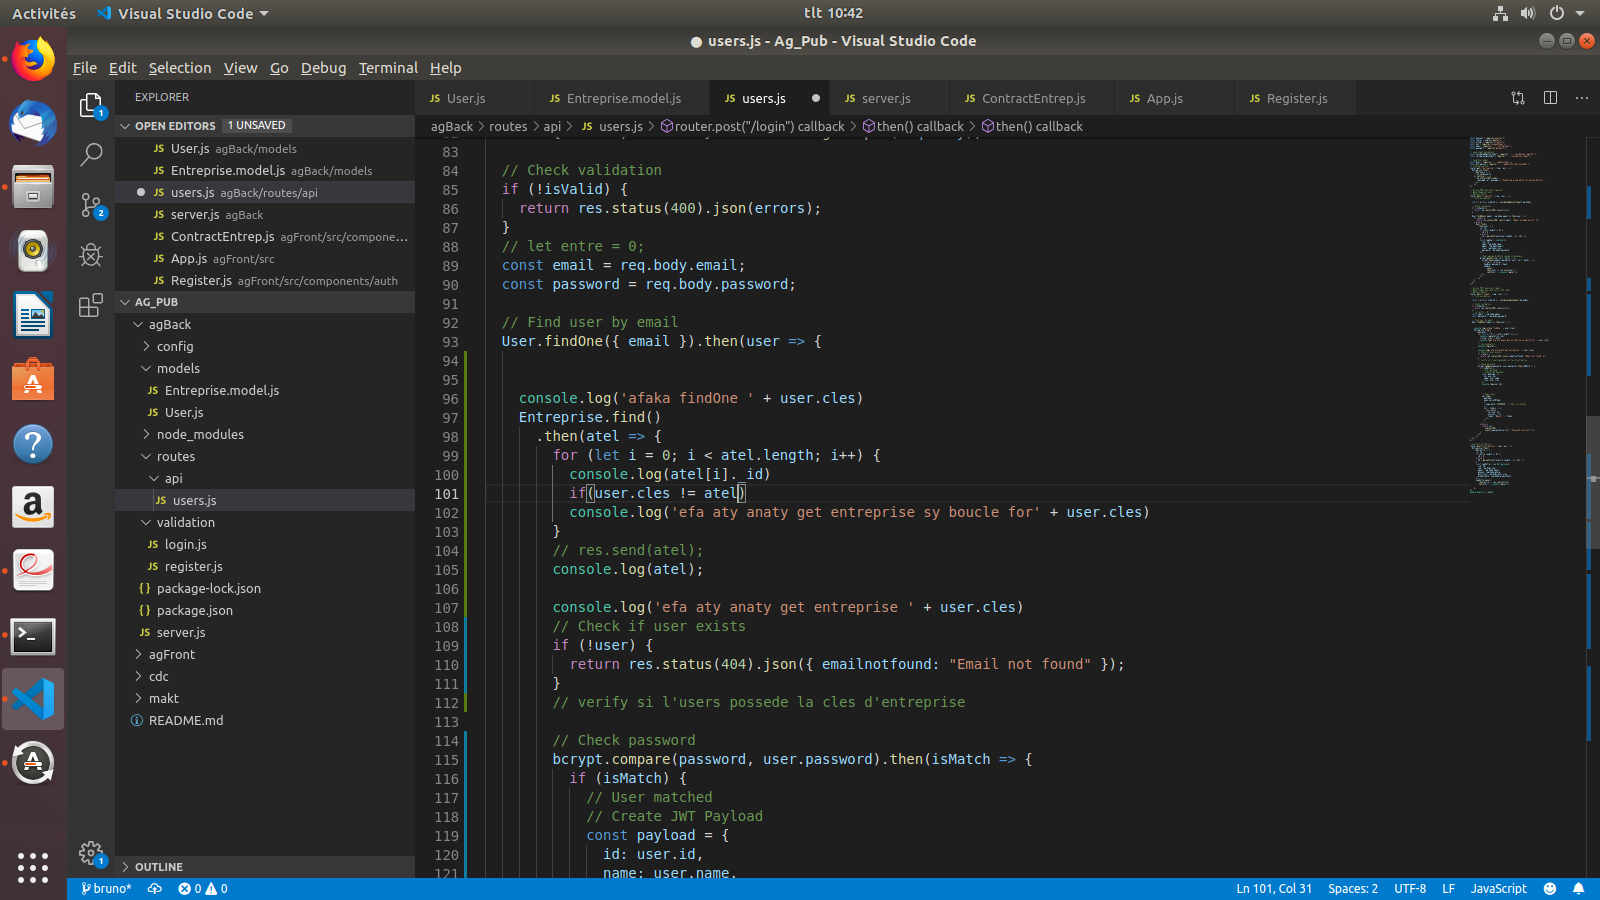 Activités
Visual Studio Code
tlt 10:42
● users.js - Ag_Pub - Visual Studio Code
File Edit Selection View Go Debug Terminal Help
EXPLORER
OPEN EDITORS 1 UNSAVED
JS User.js agBack/models
JS Entreprise.model.js agBack/models
● JS users.js agBack/routes/api
JS server.js agBack
JS ContractEntrep.js agFront/src/compone...
JS App.js agFront/src
JS Register.js agFront/src/components/auth
AG_PUB
agBack
config
models
JS Entreprise.model.js
JS User.js
node_modules
routes
api
JS users.js
validation
JS login.js
JS register.js
{ } package-lock.json
{ } package.json
JS server.js
agFront
cdc
makt
README.md
OUTLINE
1
2
1
JS User.js
JS Entreprise.model.js
JS users.js ●
JS server.js
JS ContractEntrep.js
JS App.js
JS Register.js
agBack > routes > api > JS users.js > router.post("/login") callback > then() callback > then() callback
83
84 // Check validation
85 if (!isValid) {
86 return res.status(400).json(errors);
87 }
88 // let entre = 0;
89 const email = req.body.email;
90 const password = req.body.password;
91
92 // Find user by email
93 User.findOne({ email }).then(user => {
94
95
96 console.log('afaka findOne ' + user.cles)
97 Entreprise.find()
98 .then(atel => {
99 for (let i = 0; i < atel.length; i++) {
100 console.log(atel[i]._id)
101 if(user.cles != atel)
102 console.log('efa aty anaty get entreprise sy boucle for' + user.cles)
103 }
104 // res.send(atel);
105 console.log(atel);
106
107 console.log('efa aty anaty get entreprise ' + user.cles)
108 // Check if user exists
109 if (!user) {
110 return res.status(404).json({ emailnotfound: "Email not found" });
111 }
112 // verify si l'users possede la cles d'entreprise
113
114 // Check password
115 bcrypt.compare(password, user.password).then(isMatch => {
116 if (isMatch) {
117 // User matched
118 // Create JWT Payload
119 const payload = {
120 id: user.id,
121 name: user.name,
bruno* 0 0
Ln 101, Col 31 Spaces: 2 UTF-8 LF JavaScript